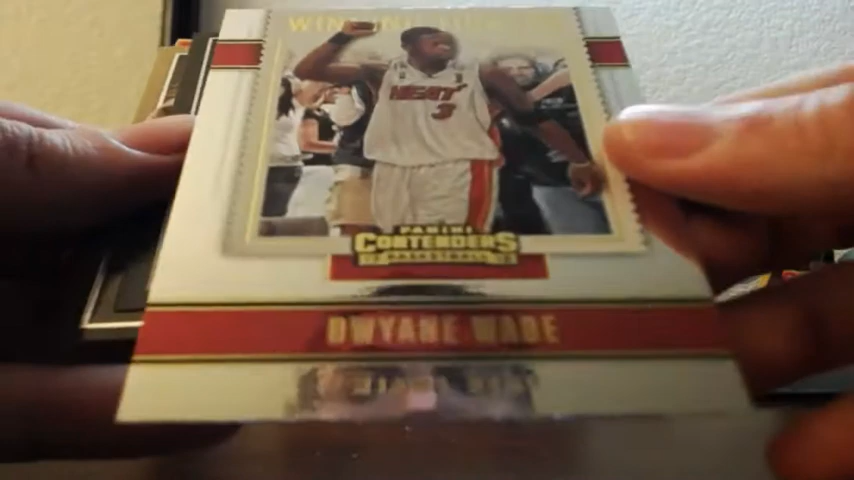 HEAT
3
PANINI
CONTENDERS
BASKETBALL
DWYANE WADE